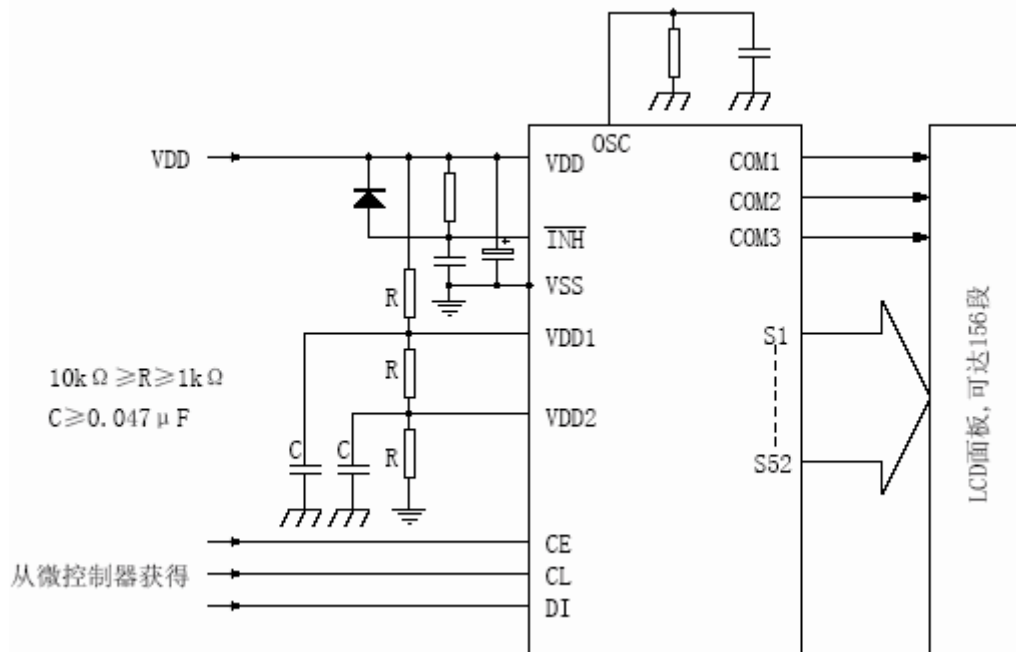 OSC
VDD
VDD
COM1
COM2
INH
COM3
VSS
R
VDD1
S1
10kΩ≥R≥1kΩ
R
C≥0.047μF
VDD2
C
C
R
S52
LCD面板,可达156段
CE
从微控制器获得
CL
DI